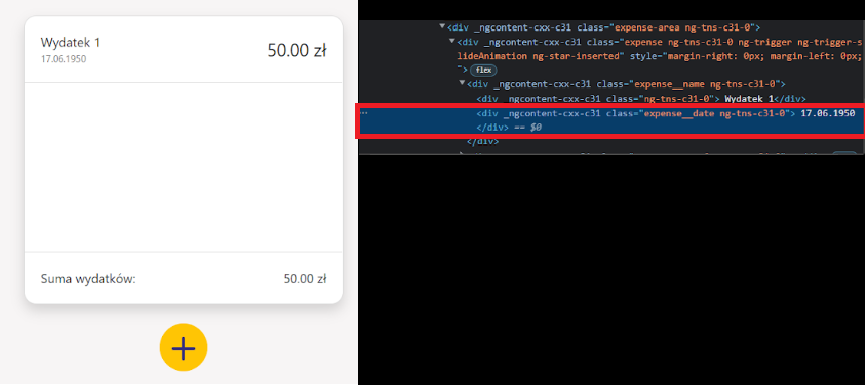 Wydatek 1
17.06.1950
50.00 zł
Suma wydatków:
50.00 zł
▼<div _ngcontent-cxx-c31 class="expense-area ng-tns-c31-0">
▼<div _ngcontent-cxx-c31 class="expense ng-tns-c31-0 ng-trigger ng-trigger-s
lideAnimation ng-star-inserted" style="margin-right: 0px; margin-left: 0px;
"> flex
▼<div _ngcontent-cxx-c31 class="expense__name ng-tns-c31-0">
<div _ngcontent-cxx-c31 class="ng-tns-c31-0"> Wydatek 1</div>
<div _ngcontent-cxx-c31 class="expense__date ng-tns-c31-0"> 17.06.1950
</div> == $0
</div>